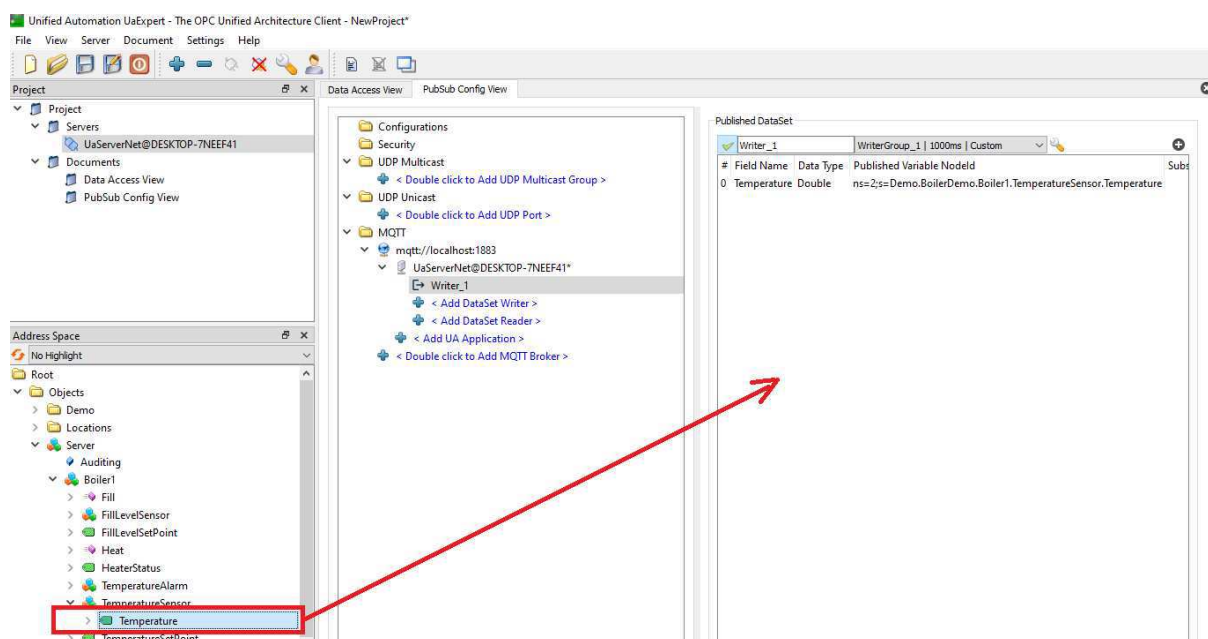 Unified Automation UaExpert - The OPC Unified Architecture Client - NewProject*
File View Server Document Settings Help
Project
Project
Servers
UaServerNet@DESKTOP-7NEEF41
Documents
Data Access View
PubSub Config View
Address Space
No Highlight
Root
Objects
Demo
Locations
Server
Auditing
Boiler1
Fill
FillLevelSensor
FillLevelSetPoint
Heat
HeaterStatus
TemperatureAlarm
TemperatureSensor
Temperature
TemperatureSetPoint
Data Access View PubSub Config View
Configurations
Security
UDP Multicast
< Double click to Add UDP Multicast Group >
UDP Unicast
< Double click to Add UDP Port >
MQTT
mqtt://localhost:1883
UaServerNet@DESKTOP-7NEEF41*
Writer_1
< Add DataSet Writer >
< Add DataSet Reader >
< Add UA Application >
< Double click to Add MQTT Broker >
Published DataSet
Writer_1 WriterGroup_1 | 1000ms | Custom
# Field Name Data Type Published Variable NodeId Subs
0 Temperature Double ns=2;s=Demo.BoilerDemo.Boiler1.TemperatureSensor.Temperature